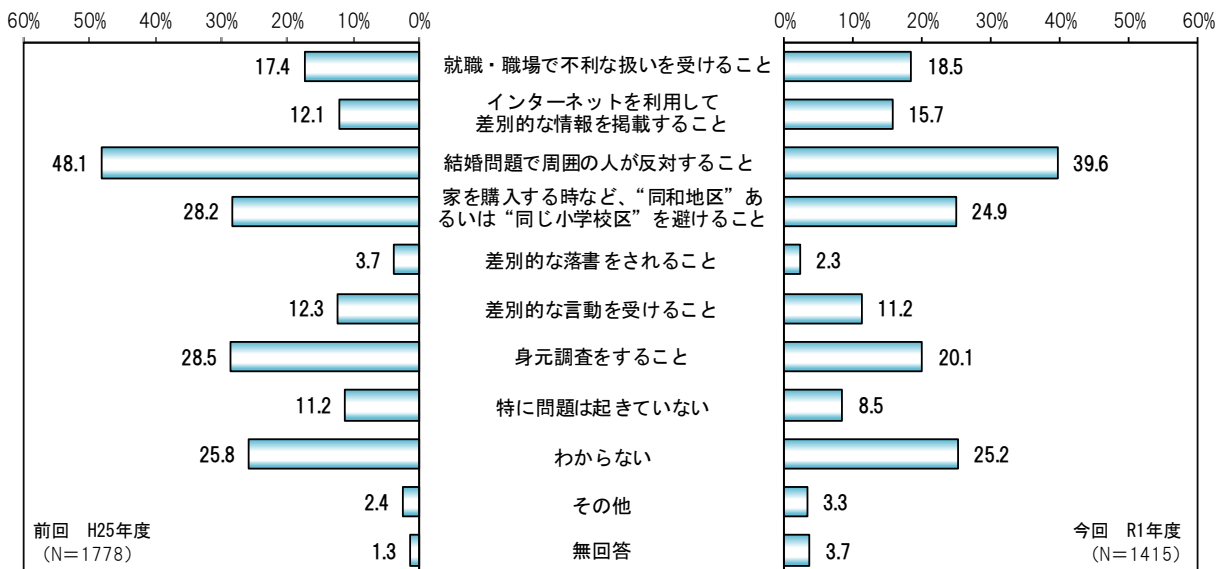 60% 50% 40% 30% 20% 10% 0% 0% 10% 20% 30% 40% 50% 60%
17.4 就職・職場で不利な扱いを受けること 18.5
インターネットを利用して
12.1 差別的な情報を掲載すること 15.7
48.1 結婚問題で周囲の人が反対すること 39.6
家を購入する時など、“同和地区”あ
28.2 るいは“同じ小学校区”を避けること 24.9
3.7 差別的な落書をされること 2.3
12.3 差別的な言動を受けること 11.2
28.5 身元調査をすること 20.1
11.2 特に問題は起きていない 8.5
25.8 わからない 25.2
2.4 その他 3.3
前回 H25年度 今回 R1年度
1.3 無回答 3.7
(N=1778) (N=1415)